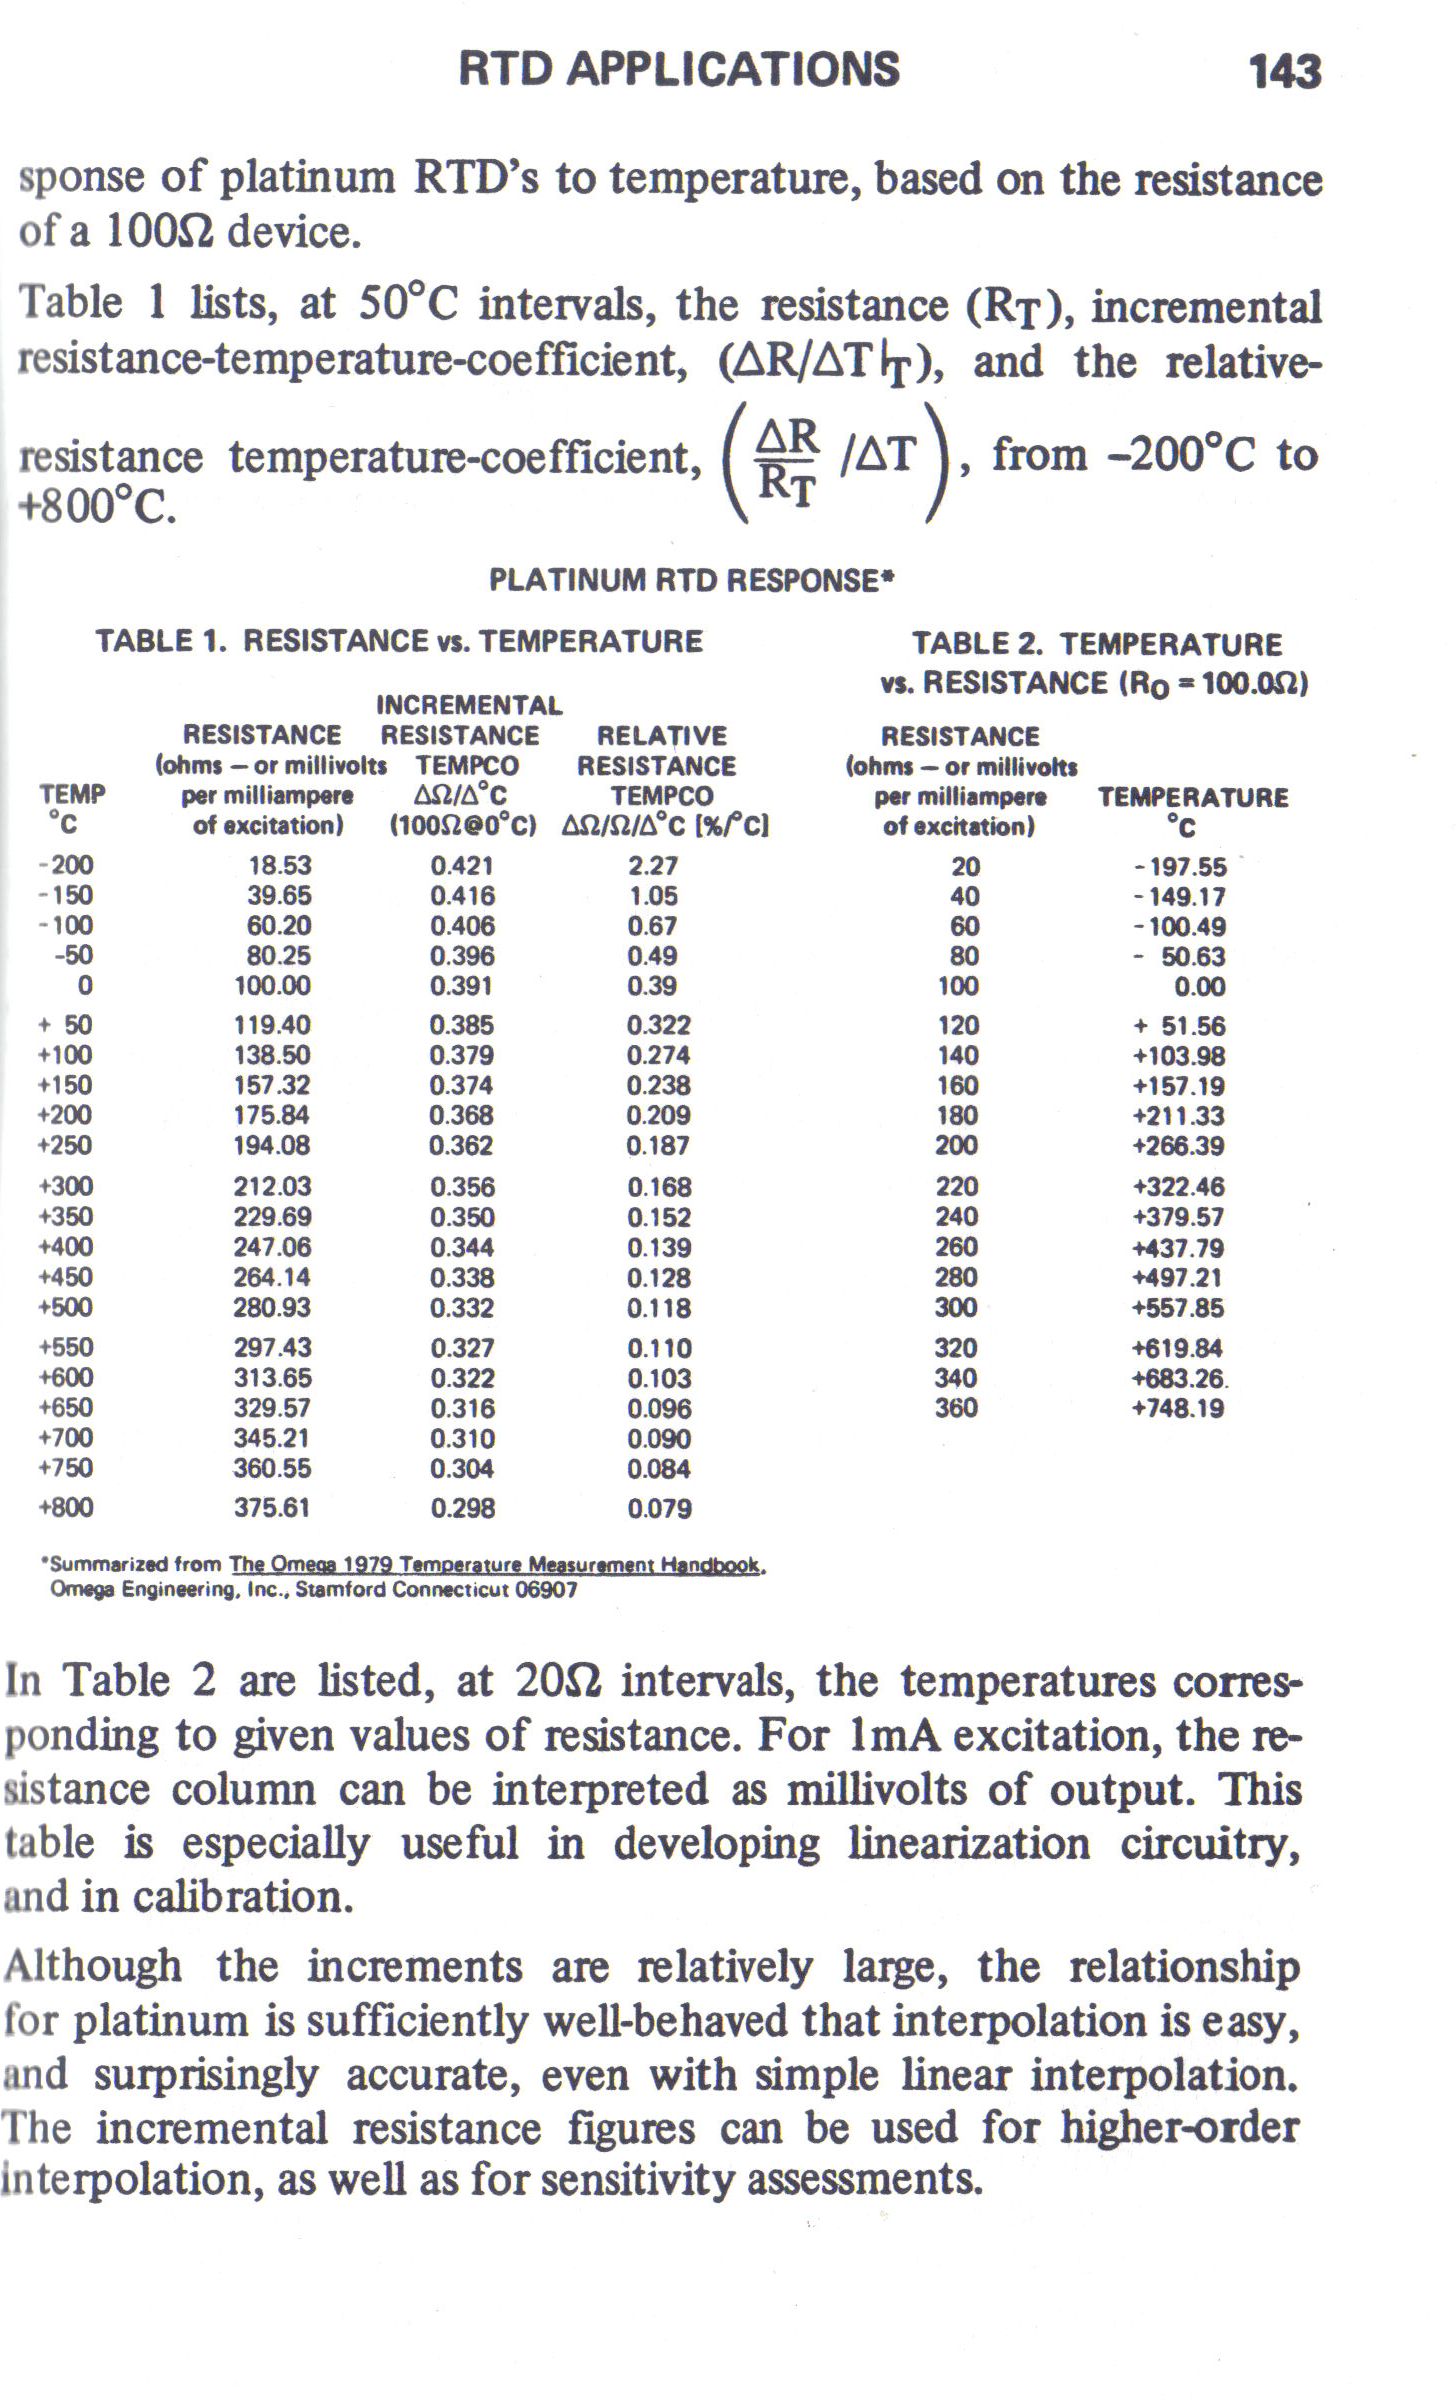 RTD APPLICATIONS 143
sponse of platinum RTD's to temperature, based on the resistance
of a 100Ω device.
Table 1 lists, at 50°C intervals, the resistance (RT), incremental
resistance-temperature-coefficient, (ΔR/ΔT|T), and the relative-
resistance temperature-coefficient, (ΔR/RT /ΔT), from –200°C to
+800°C.
PLATINUM RTD RESPONSE*
TABLE 1. RESISTANCE vs. TEMPERATURE
TEMP
°C
RESISTANCE
(ohms – or millivolts
per milliampere
of excitation)
INCREMENTAL
RESISTANCE
TEMPCO
ΔΩ/Δ°C
(100Ω@0°C)
RELATIVE
RESISTANCE
TEMPCO
ΔΩ/Ω/Δ°C [%/°C]
-200 18.53 0.421 2.27
-150 39.65 0.416 1.05
-100 60.20 0.406 0.67
-50 80.25 0.396 0.49
0 100.00 0.391 0.39
+ 50 119.40 0.385 0.322
+100 138.50 0.379 0.274
+150 157.32 0.374 0.238
+200 175.84 0.368 0.209
+250 194.08 0.362 0.187
+300 212.03 0.356 0.168
+350 229.69 0.350 0.152
+400 247.06 0.344 0.139
+450 264.14 0.338 0.128
+500 280.93 0.332 0.118
+550 297.43 0.327 0.110
+600 313.65 0.322 0.103
+650 329.57 0.316 0.096
+700 345.21 0.310 0.090
+750 360.55 0.304 0.084
+800 375.61 0.298 0.079
TABLE 2. TEMPERATURE
vs. RESISTANCE (RO = 100.0Ω)
RESISTANCE
(ohms – or millivolts
per milliampere
of excitation)
TEMPERATURE
°C
20 -197.55
40 -149.17
60 -100.49
80 - 50.63
100 0.00
120 + 51.56
140 +103.98
160 +157.19
180 +211.33
200 +266.39
220 +322.46
240 +379.57
260 +437.79
280 +497.21
300 +557.85
320 +619.84
340 +683.26
360 +748.19
*Summarized from The Omega 1979 Temperature Measurement Handbook.
Omega Engineering, Inc., Stamford Connecticut 06907
In Table 2 are listed, at 20Ω intervals, the temperatures corres-
ponding to given values of resistance. For 1mA excitation, the re-
sistance column can be interpreted as millivolts of output. This
table is especially useful in developing linearization circuitry,
and in calibration.
Although the increments are relatively large, the relationship
for platinum is sufficiently well-behaved that interpolation is easy,
and surprisingly accurate, even with simple linear interpolation.
The incremental resistance figures can be used for higher-order
interpolation, as well as for sensitivity assessments.